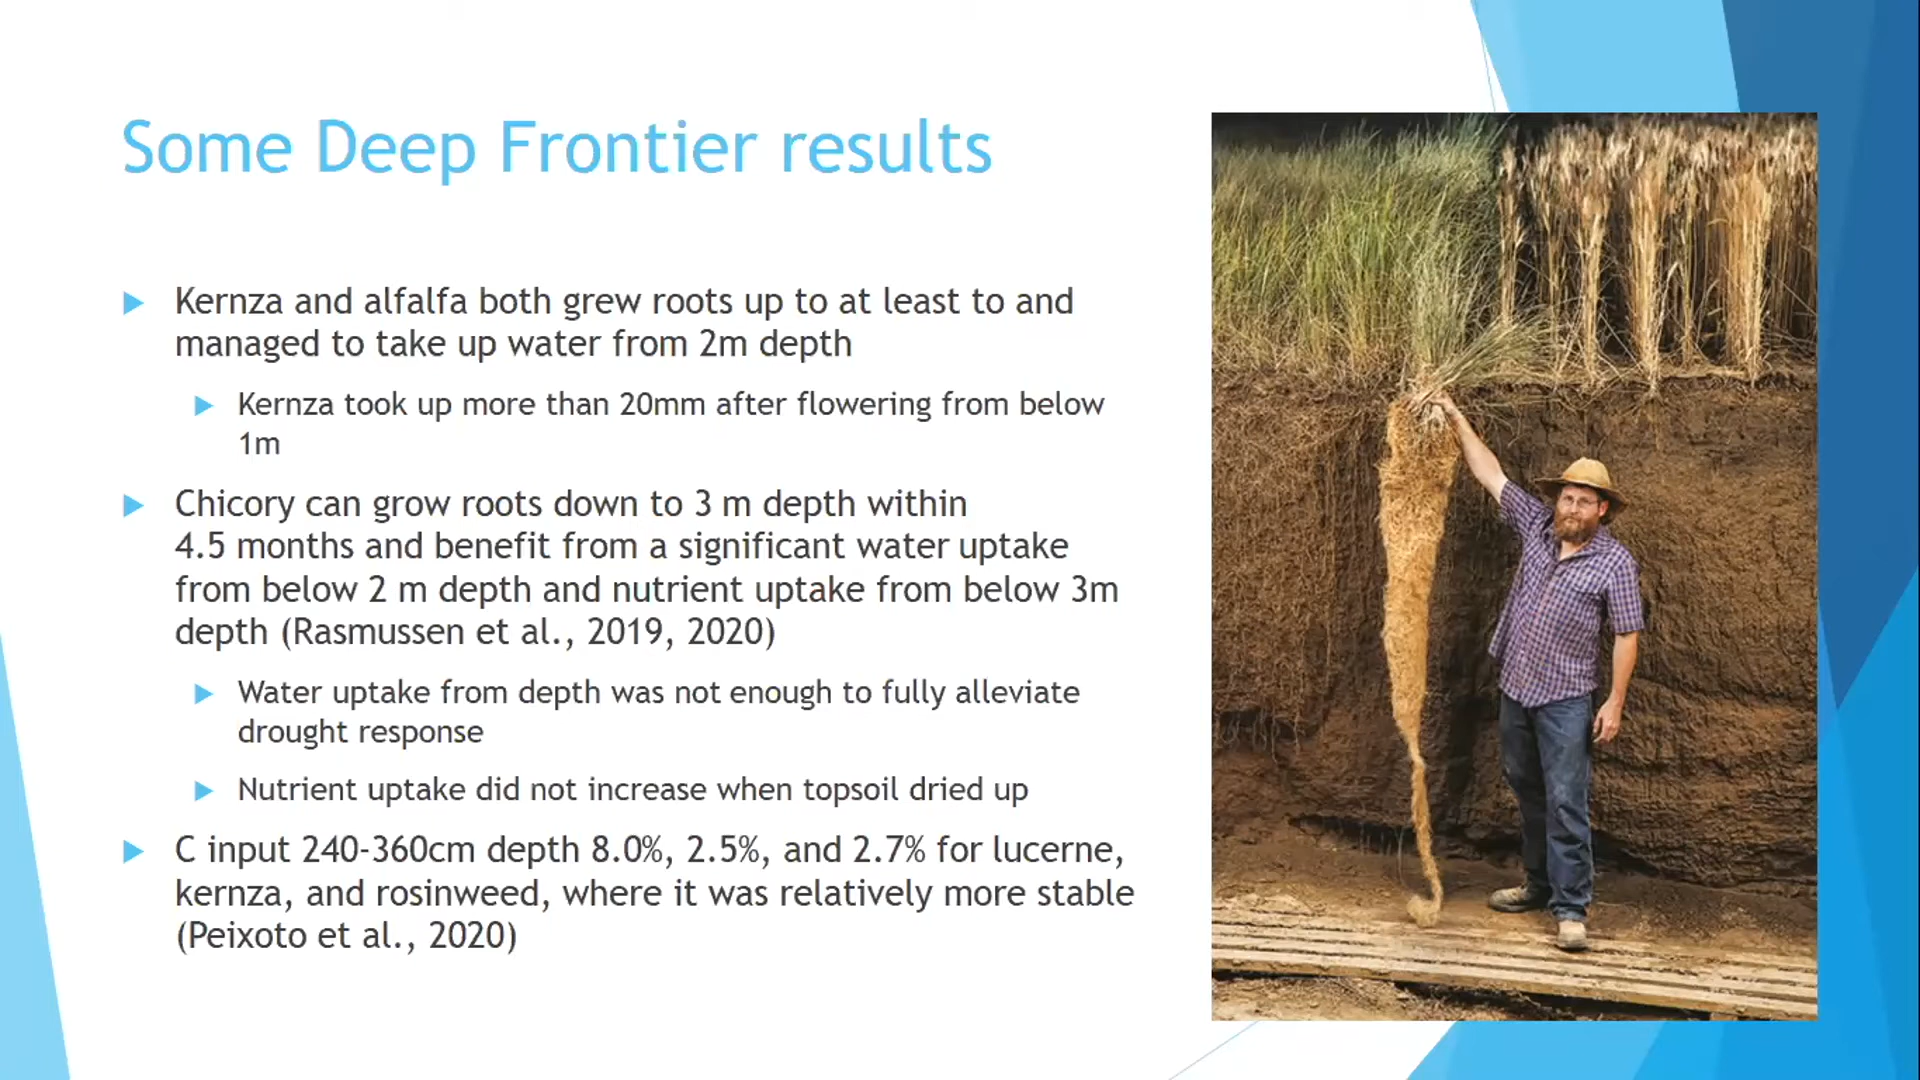 Some Deep Frontier results
Kernza and alfalfa both grew roots up to at least to and
managed to take up water from 2m depth
Kernza took up more than 20mm after flowering from below
1m
Chicory can grow roots down to 3 m depth within
4.5 months and benefit from a significant water uptake
from below 2 m depth and nutrient uptake from below 3m
depth (Rasmussen et al., 2019, 2020)
Water uptake from depth was not enough to fully alleviate
drought response
Nutrient uptake did not increase when topsoil dried up
C input 240-360cm depth 8.0%, 2.5%, and 2.7% for lucerne,
kernza, and rosinweed, where it was relatively more stable
(Peixoto et al., 2020)